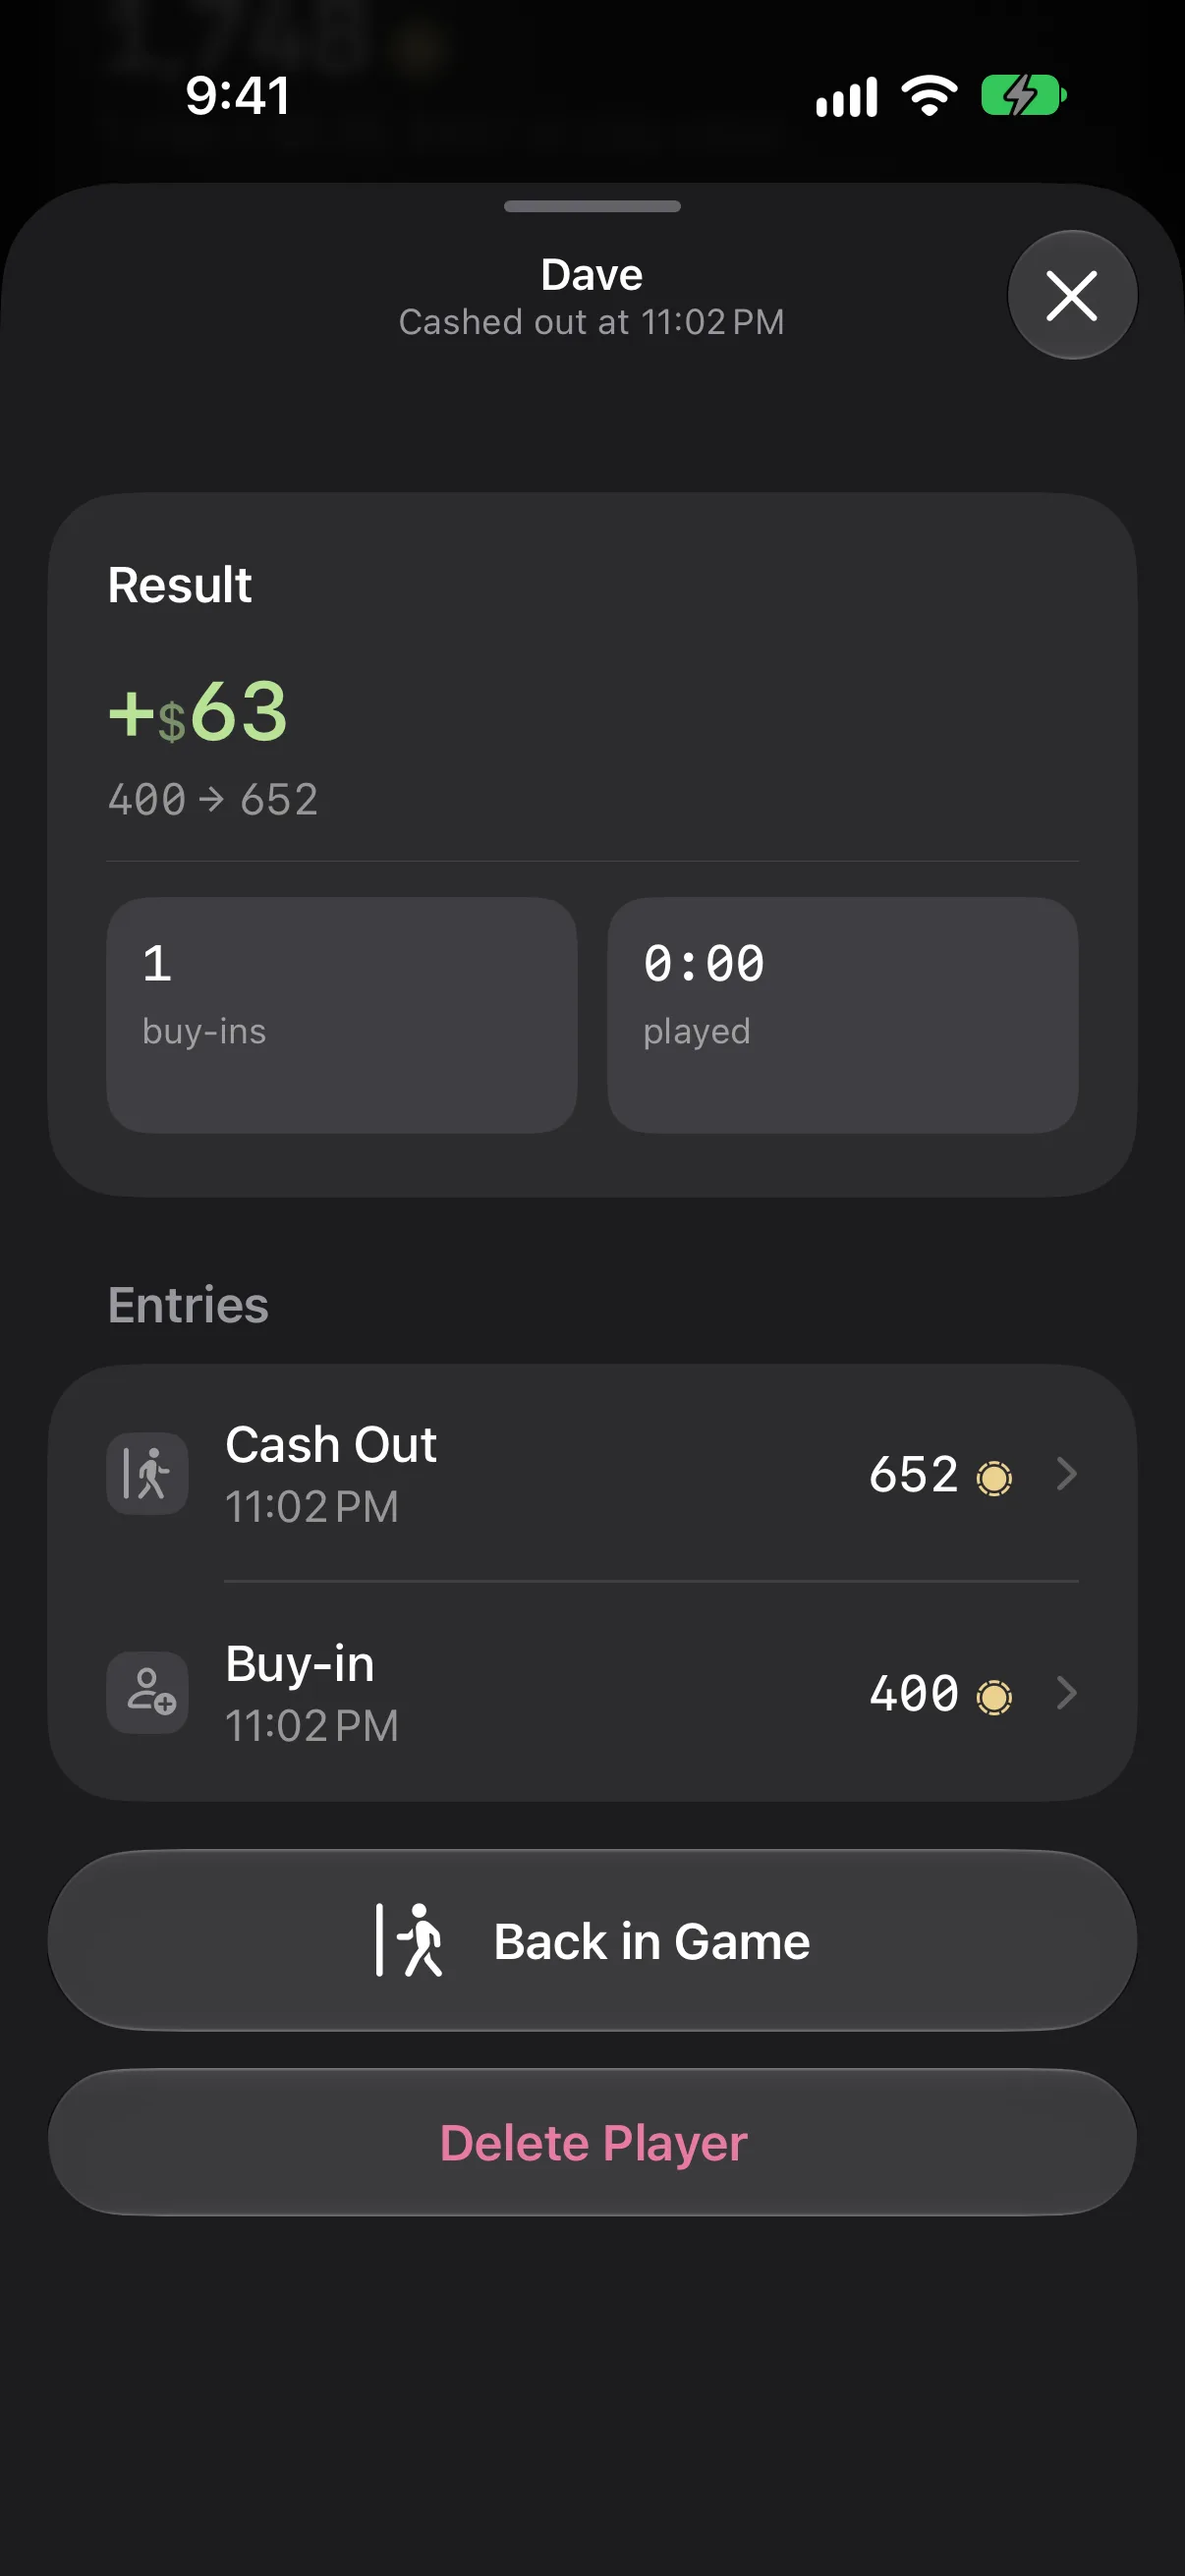 9:41
Dave
Cashed out at 11:02 PM
Result
+$63
400 → 652
1
buy-ins
0:00
played
Entries
Cash Out
11:02 PM
652
Buy-in
11:02 PM
400
Back in Game
Delete Player